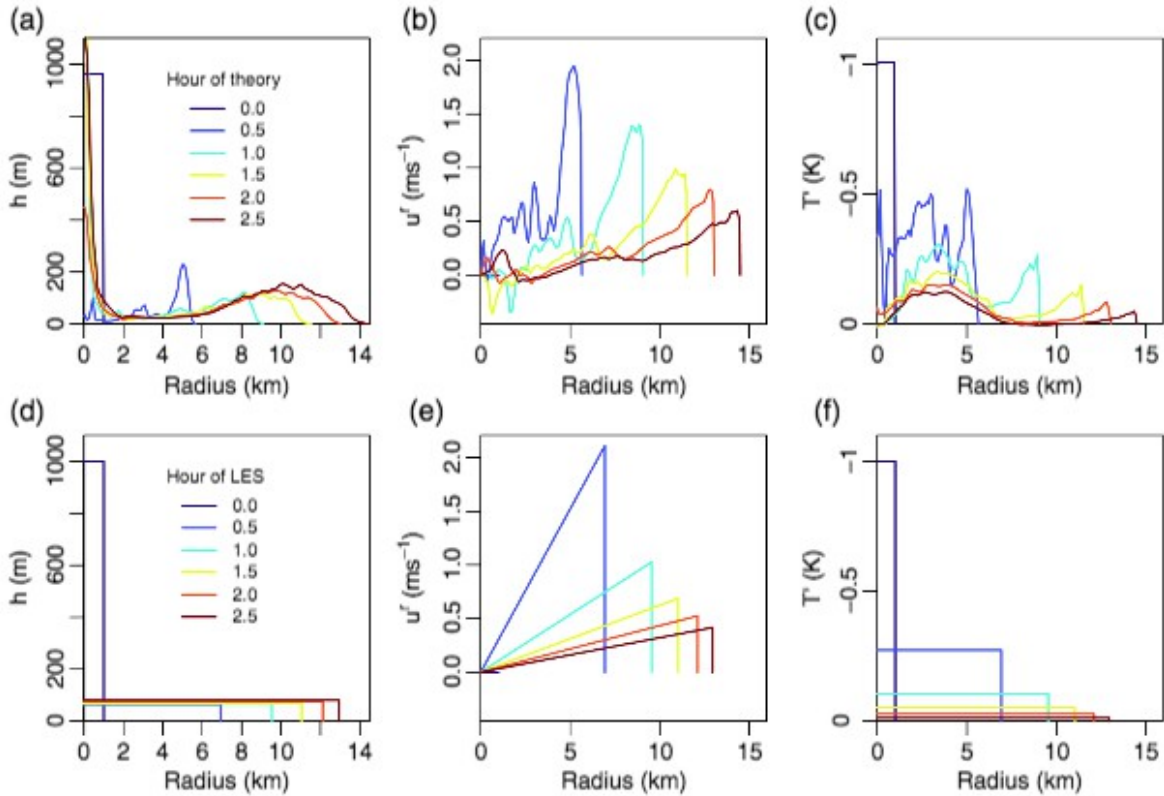 (a)
1000
600
200
0
h (m)
Hour of theory
0.0
0.5
1.0
1.5
2.0
2.5
0 2 4 6 8 10 14
Radius (km)
(b)
2.0
1.5
1.0
0.5
0.0
uʳ (ms⁻¹)
0 5 10 15
Radius (km)
(c)
−1
−0.5
0
T' (K)
0 5 10 15
Radius (km)
(d)
1000
600
200
0
h (m)
Hour of LES
0.0
0.5
1.0
1.5
2.0
2.5
0 2 4 6 8 10 14
Radius (km)
(e)
2.0
1.5
1.0
0.5
0.0
uʳ (ms⁻¹)
0 5 10 15
Radius (km)
(f)
−1
−0.5
0
T' (K)
0 5 10 15
Radius (km)